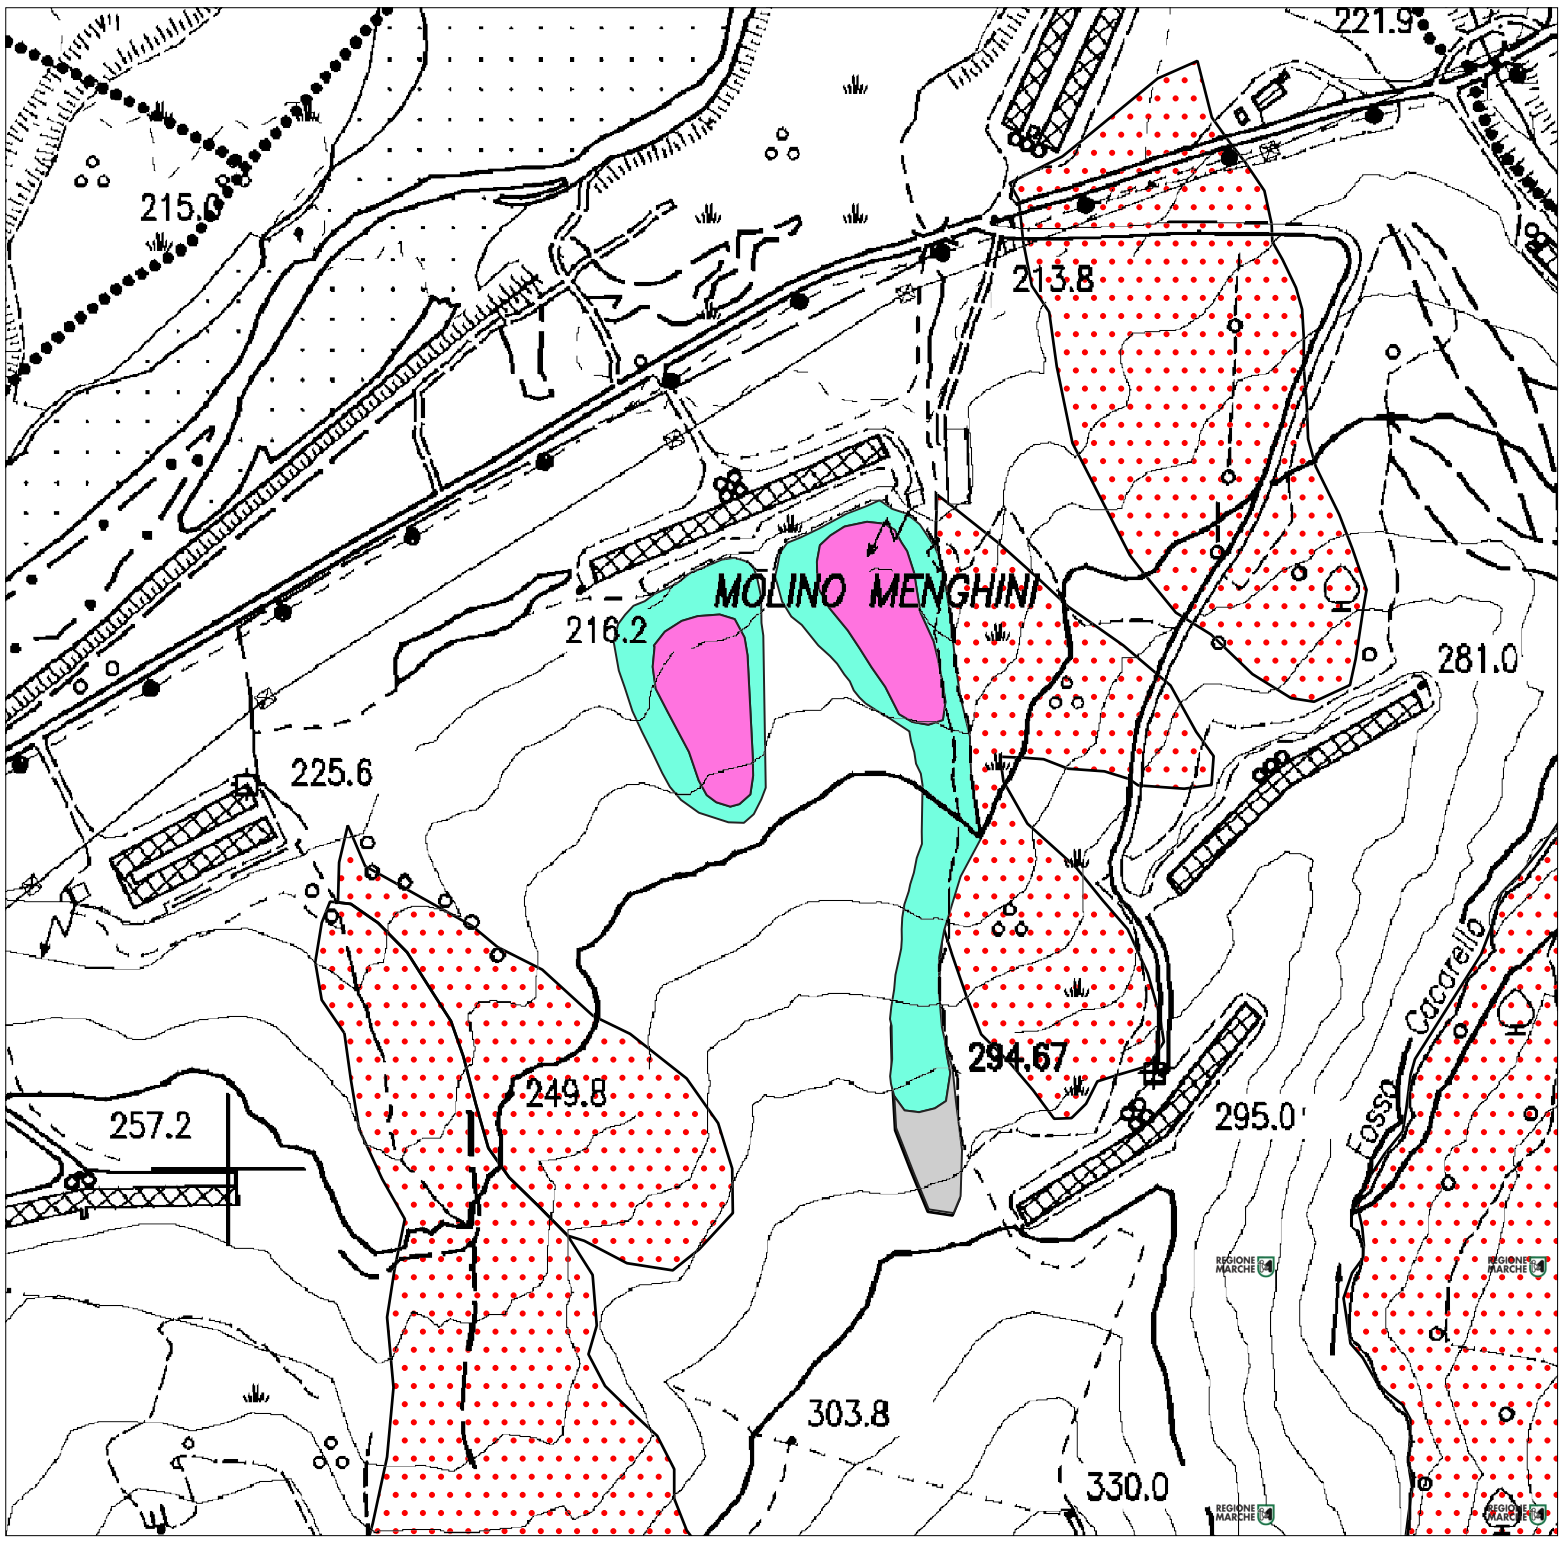 221.9
215.0
213.8
MOLINO MENGHINI
216.2
281.0
225.6
Fosso Cacarello
294.67
249.8
295.0
257.2
REGIONE
MARCHE
REGIONE
MARCHE
303.8
330.0
REGIONE
MARCHE
REGIONE
MARCHE